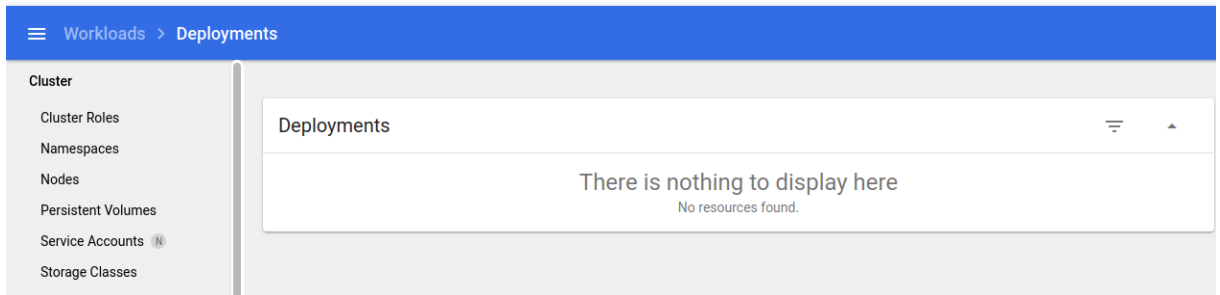 Workloads > Deployments
Cluster
Cluster Roles
Namespaces
Nodes
Persistent Volumes
Service Accounts N
Storage Classes
Deployments
There is nothing to display here
No resources found.